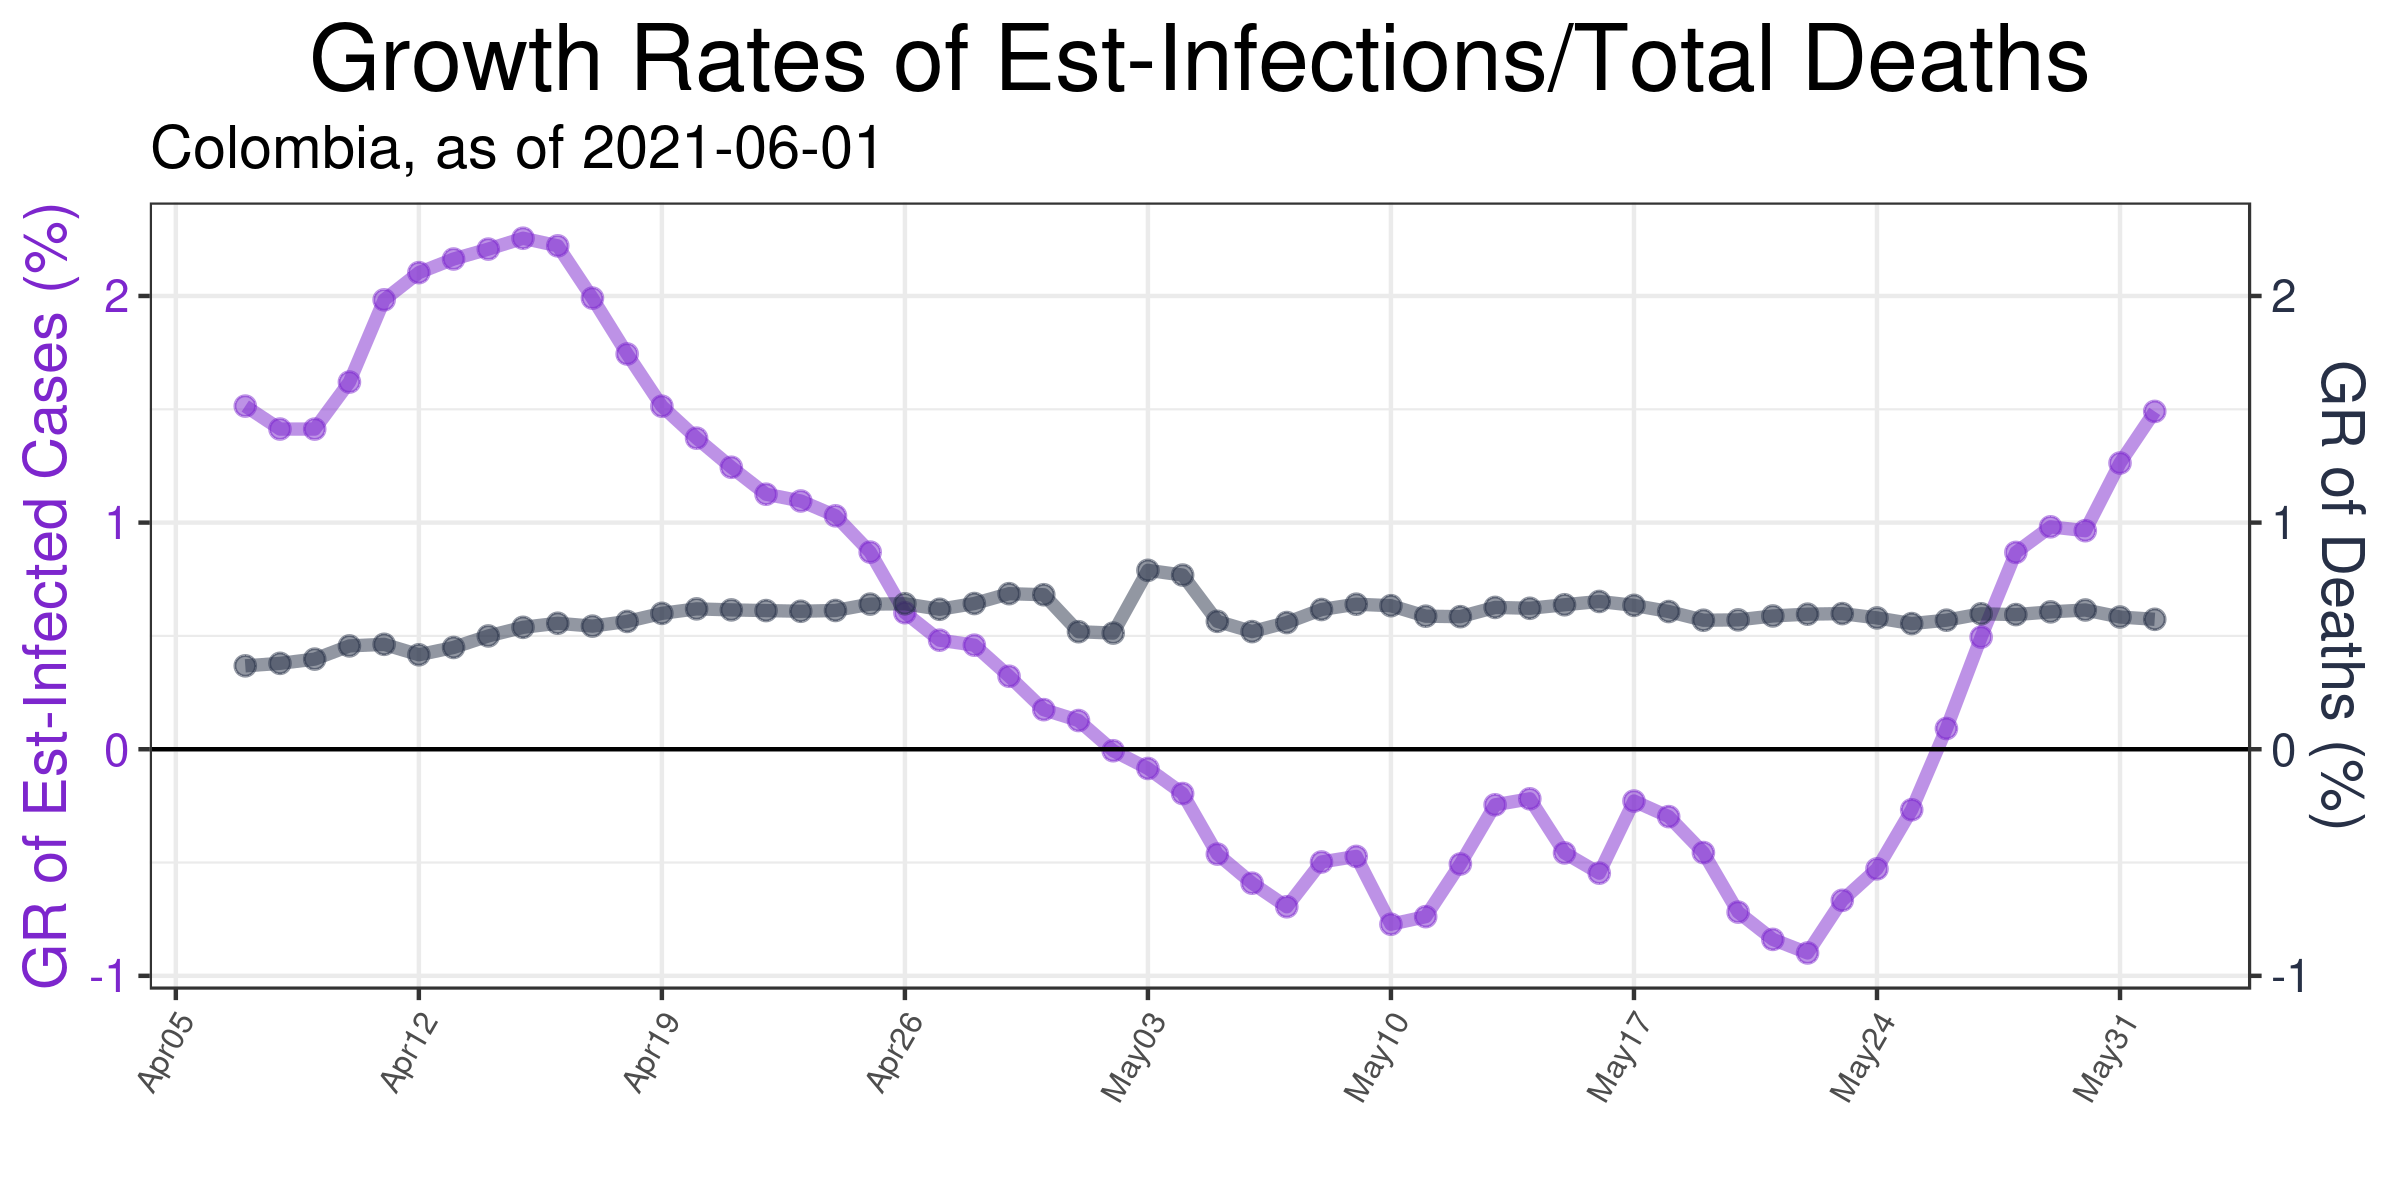 Growth Rates of Est-Infections/Total Deaths
Colombia, as of 2021-06-01
GR of Est-Infected Cases (%)
2
1
0
-1
2
1
0
-1
GR of Deaths (%)
Apr05
Apr12
Apr19
Apr26
May03
May10
May17
May24
May31